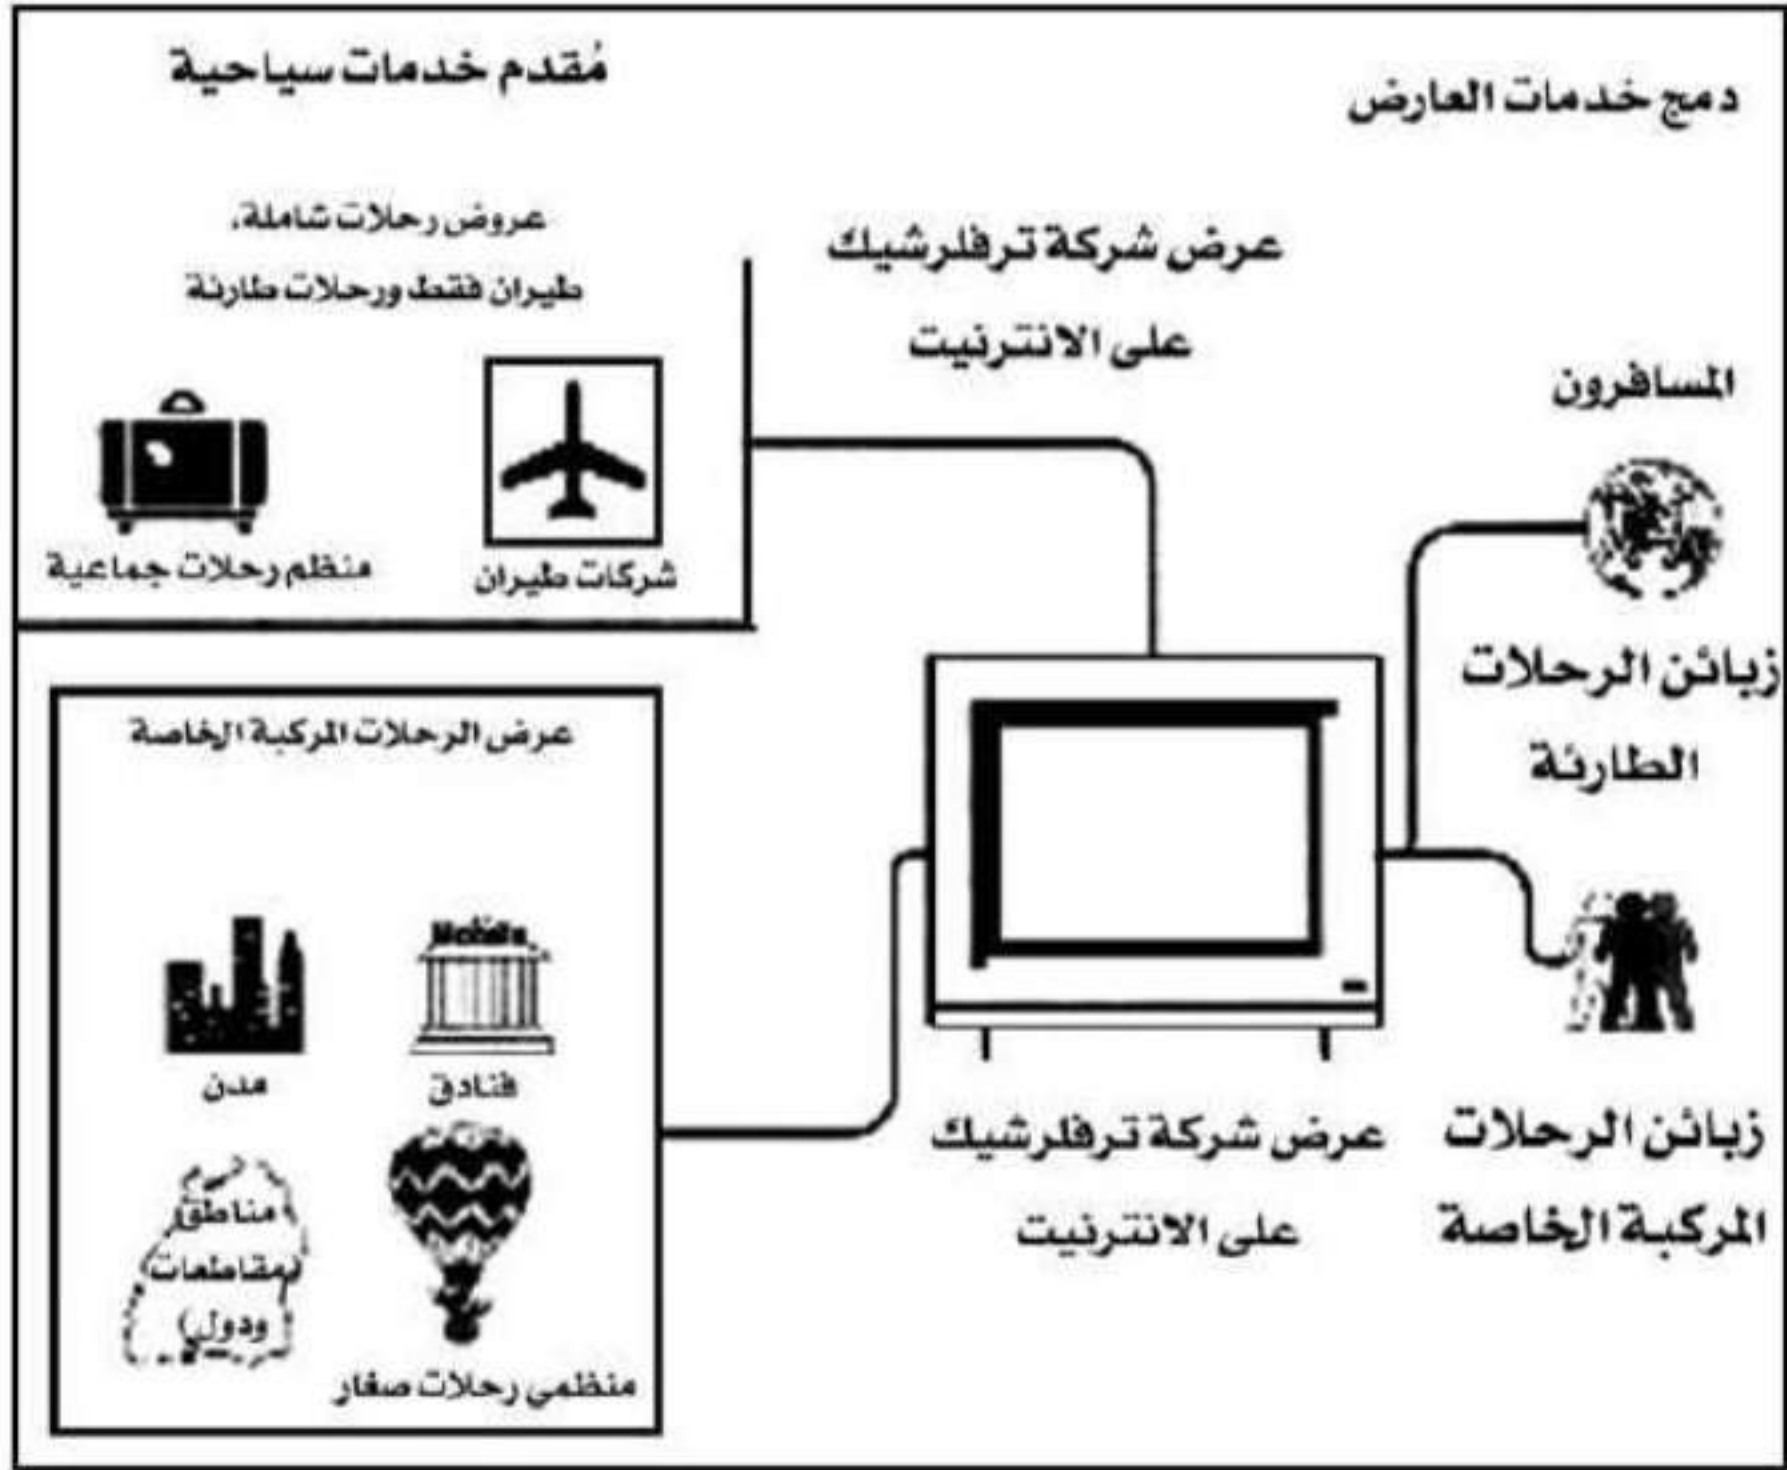 دمج خدمات العارض
مُقدم خدمات سياحية
عروض رحلات شاملة،
طيران فقط ورحلات طارئة
شركات طيران
منظم رحلات جماعية
عرض شركة ترفلرشيك
على الانترنيت
المسافرون
زبائن الرحلات
الطارئة
عرض الرحلات المركبة الخاصة
فنادق
مدن
مناطق
ودول)
منظمي رحلات صغار
عرض شركة ترفلرشيك
على الانترنيت
زبائن الرحلات
المركبة الخاصة